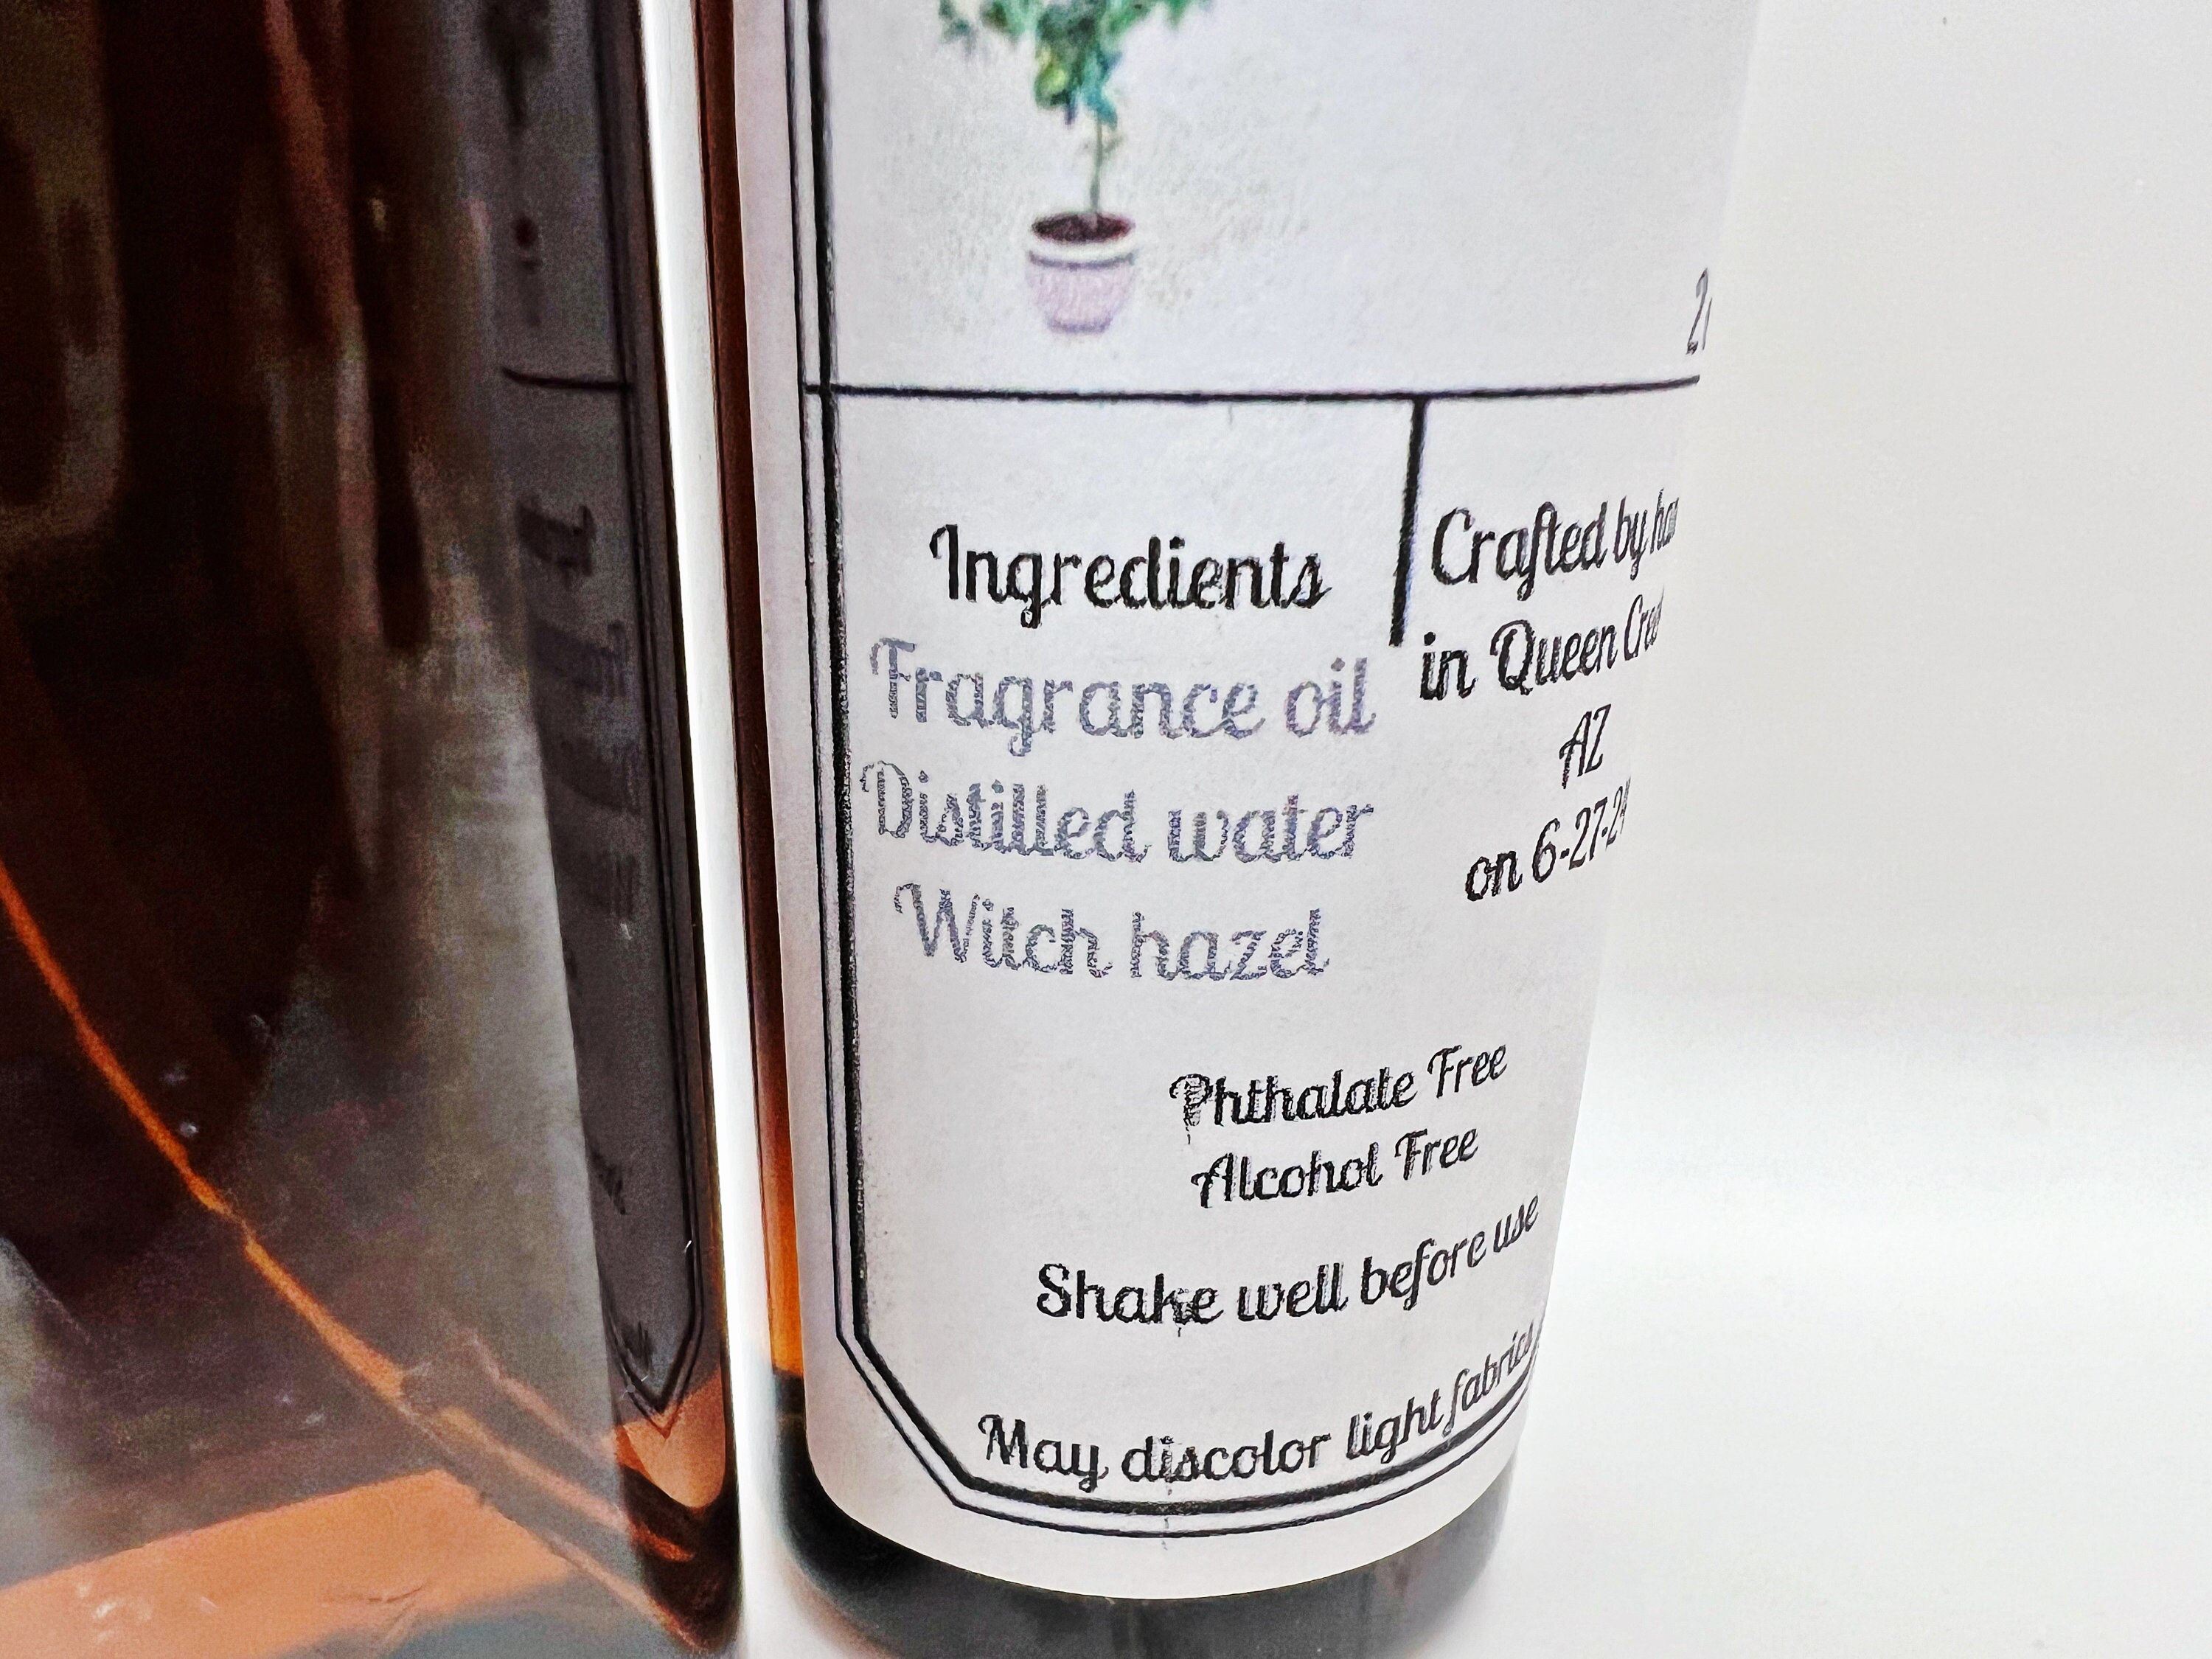 Ingredients
Fragrance oil
Distilled water
Witch hazel
Crafted by
in Queen
AZ
on 6-27-
Phthalate Free
Alcohol Free
Shake well before use
May discolor light fabrics